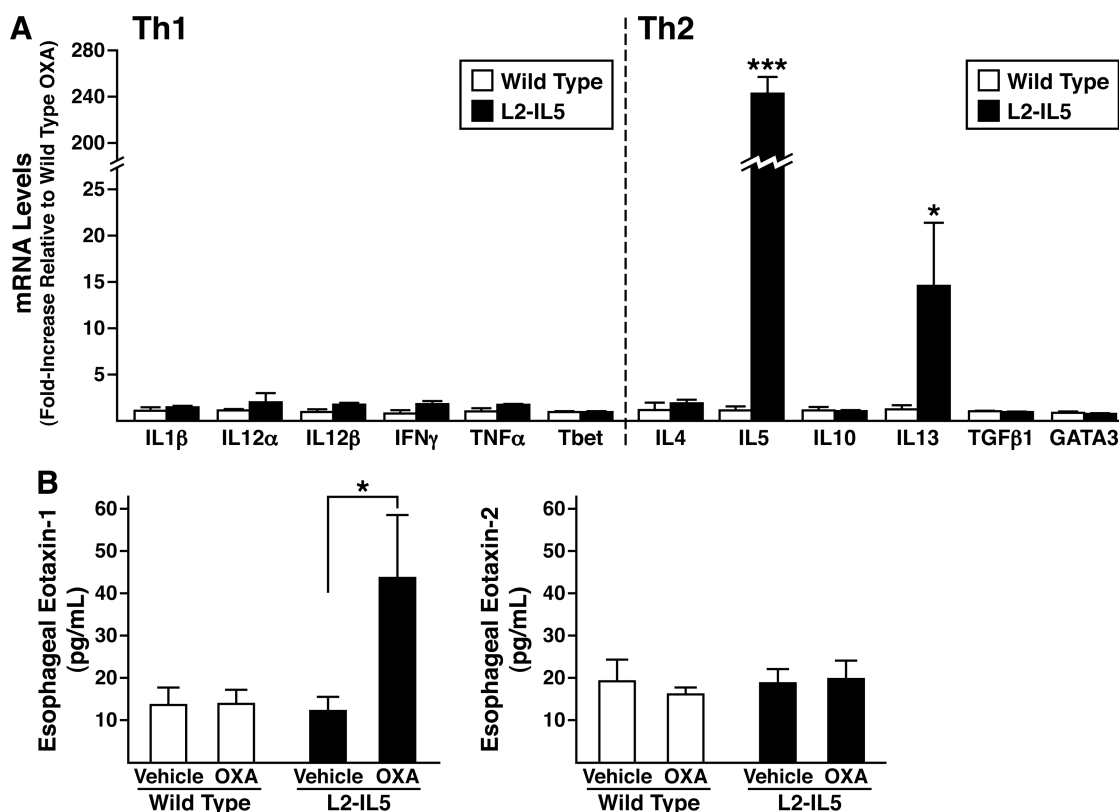 A
Th1
Th2
mRNA Levels
(Fold-Increase Relative to Wild Type OXA)
280
240
200
25
20
15
10
5
Wild Type
L2-IL5
***
*
Wild Type
L2-IL5
IL1β IL12α IL12β IFNγ TNFα Tbet IL4 IL5 IL10 IL13 TGFβ1 GATA3
B
Esophageal Eotaxin-1
(pg/mL)
60
50
40
30
20
10
*
Vehicle OXA Vehicle OXA
Wild Type L2-IL5
Esophageal Eotaxin-2
(pg/mL)
60
50
40
30
20
10
Vehicle OXA Vehicle OXA
Wild Type L2-IL5